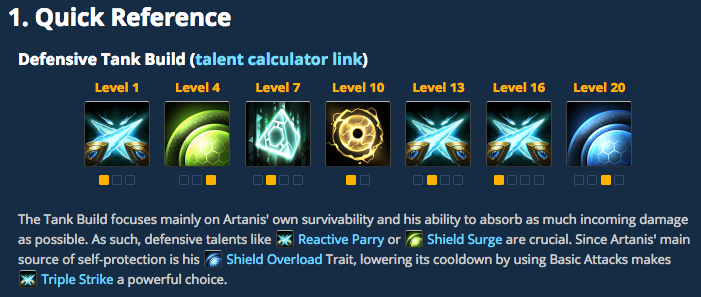 1. Quick Reference
Defensive Tank Build (talent calculator link)
Level 1 Level 4 Level 7 Level 10 Level 13 Level 16 Level 20
The Tank Build focuses mainly on Artanis' own survivability and his ability to absorb as much incoming damage
as possible. As such, defensive talents like Reactive Parry or Shield Surge are crucial. Since Artanis' main
source of self-protection is his Shield Overload Trait, lowering its cooldown by using Basic Attacks makes
Triple Strike a powerful choice.